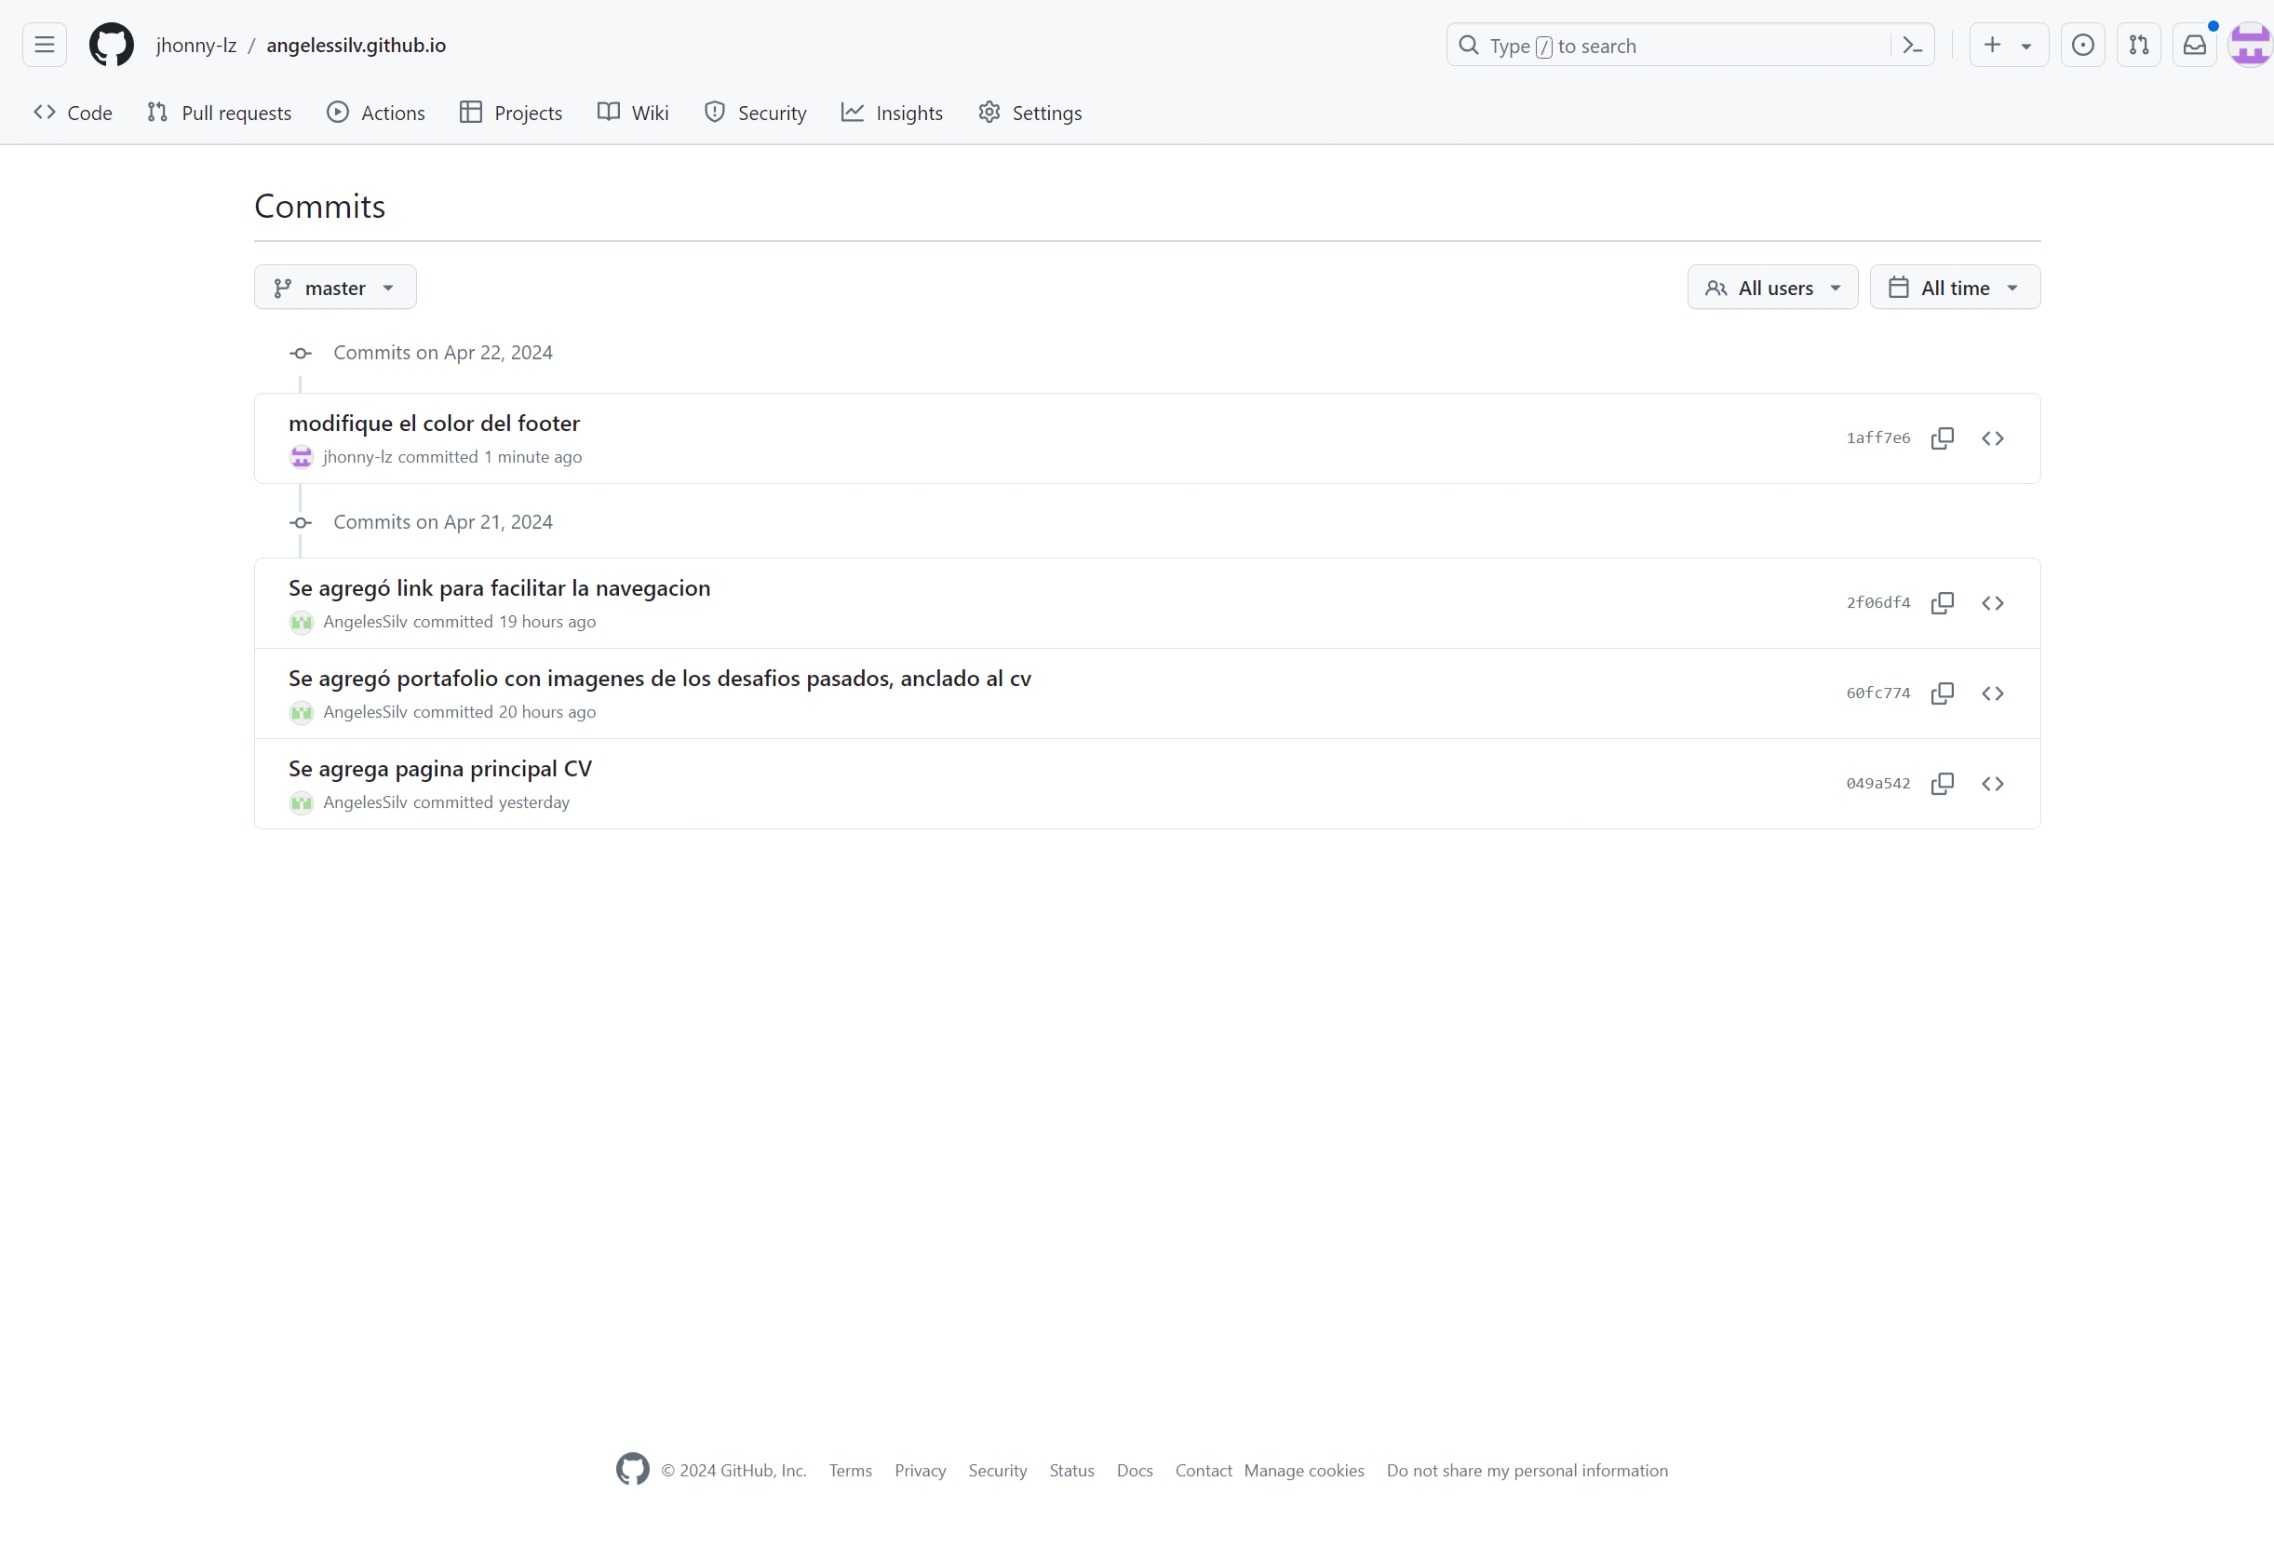 jhonny-lz / angelessilv.github.io
Type / to search
Code Pull requests Actions Projects Wiki Security Insights Settings
Commits
master All users All time
Commits on Apr 22, 2024
modifique el color del footer
1aff7e6
jhonny-lz committed 1 minute ago
Commits on Apr 21, 2024
Se agregó link para facilitar la navegacion
2f06df4
AngelesSilv committed 19 hours ago
Se agregó portafolio con imagenes de los desafios pasados, anclado al cv
60fc774
AngelesSilv committed 20 hours ago
Se agrega pagina principal CV
049a542
AngelesSilv committed yesterday
© 2024 GitHub, Inc. Terms Privacy Security Status Docs Contact Manage cookies Do not share my personal information